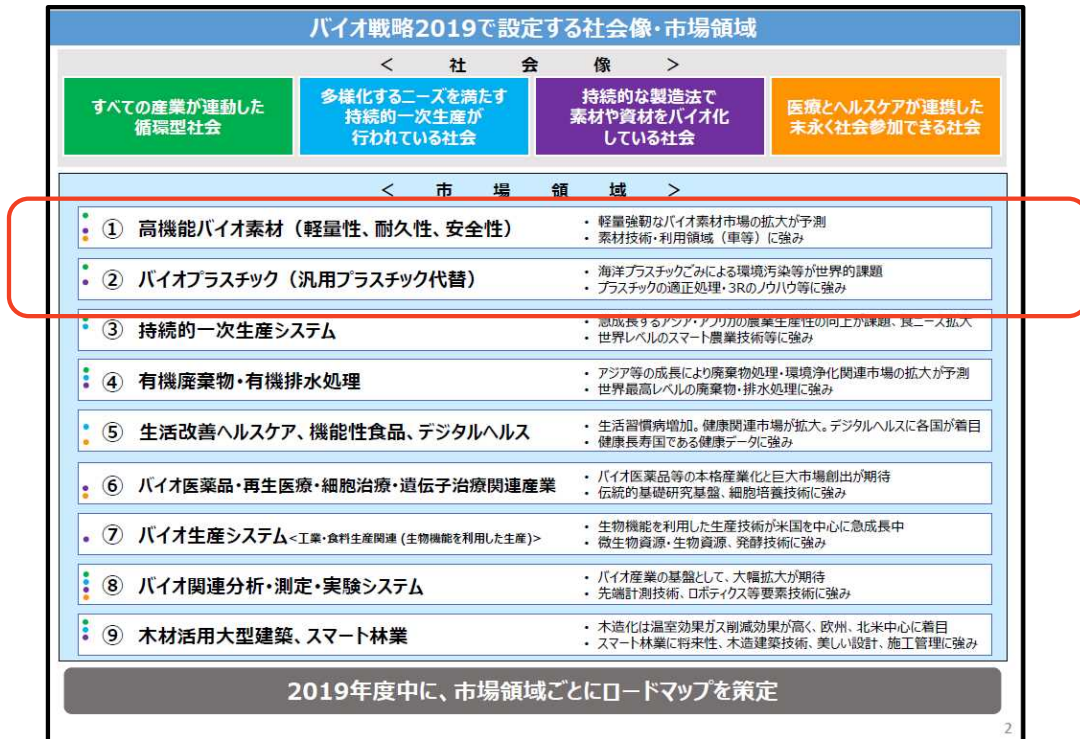 バイオ戦略2019で設定する社会像・市場領域
< 社 会 像 >
すべての産業が連動した
循環型社会
多様化するニーズを満たす
持続的一次生産が
行われている社会
持続的な製造法で
素材や資材をバイオ化
している社会
医療とヘルスケアが連携した
末永く社会参加できる社会
< 市 場 領 域 >
① 高機能バイオ素材（軽量性、耐久性、安全性）
・ 軽量強靭なバイオ素材市場の拡大が予測
・ 素材技術・利用領域（車等）に強み
② バイオプラスチック（汎用プラスチック代替）
・ 海洋プラスチックごみによる環境汚染等が世界的課題
・ プラスチックの適正処理・3Rのノウハウ等に強み
③ 持続的一次生産システム
・ 急成長するアジア・アフリカの農業生産性の向上が課題、食ニーズ拡大
・ 世界レベルのスマート農業技術等に強み
④ 有機廃棄物・有機排水処理
・ アジア等の成長により廃棄物処理・環境浄化関連市場の拡大が予測
・ 世界最高レベルの廃棄物・排水処理に強み
⑤ 生活改善ヘルスケア、機能性食品、デジタルヘルス
・ 生活習慣病増加。健康関連市場が拡大。デジタルヘルスに各国が着目
・ 健康長寿国である健康データに強み
⑥ バイオ医薬品・再生医療・細胞治療・遺伝子治療関連産業
・ バイオ医薬品等の本格産業化と巨大市場創出が期待
・ 伝統的基礎研究基盤、細胞培養技術に強み
⑦ バイオ生産システム<工業・食料生産関連 (生物機能を利用した生産)>
・ 生物機能を利用した生産技術が米国を中心に急成長中
・ 微生物資源・生物資源、発酵技術に強み
⑧ バイオ関連分析・測定・実験システム
・ バイオ産業の基盤として、大幅拡大が期待
・ 先端計測技術、ロボティクス等要素技術に強み
⑨ 木材活用大型建築、スマート林業
・ 木造化は温室効果ガス削減効果が高く、欧州、北米中心に着目
・ スマート林業に将来性、木造建築技術、美しい設計、施工管理に強み
2019年度中に、市場領域ごとにロードマップを策定
2